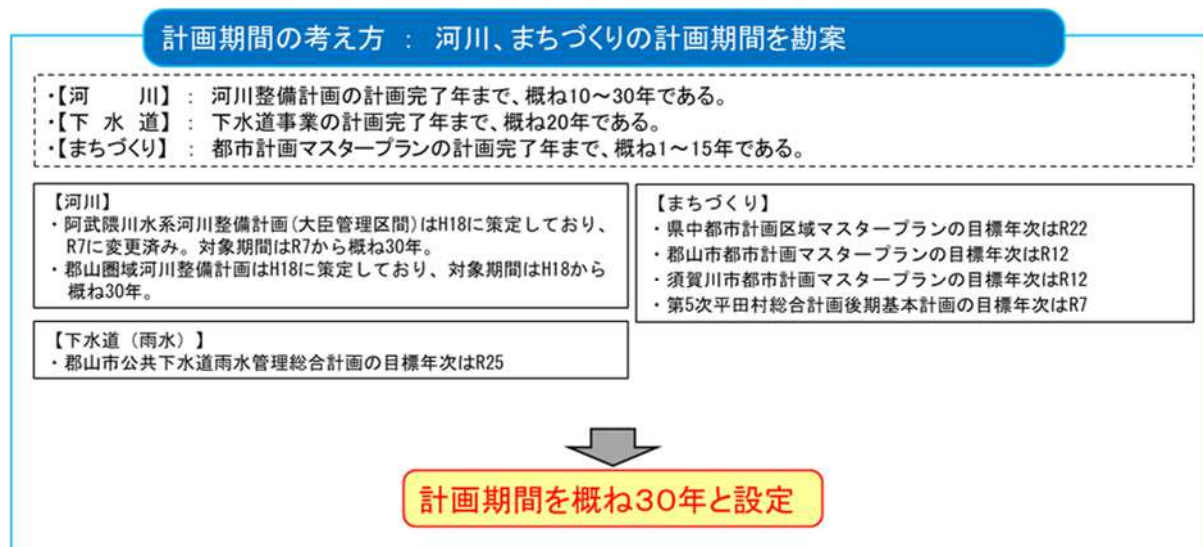 計画期間の考え方 ： 河川、まちづくりの計画期間を勘案
・【河　　川】 ： 河川整備計画の計画完了年まで、概ね10～30年である。
・【下 水 道】 ： 下水道事業の計画完了年まで、概ね20年である。
・【まちづくり】 ： 都市計画マスタープランの計画完了年まで、概ね1～15年である。
【河川】
・阿武隈川水系河川整備計画(大臣管理区間)はH18に策定しており、
R7に変更済み。対象期間はR7から概ね30年。
・郡山圏域河川整備計画はH18に策定しており、対象期間はH18から
概ね30年。
【下水道（雨水）】
・郡山市公共下水道雨水管理総合計画の目標年次はR25
【まちづくり】
・県中都市計画区域マスタープランの目標年次はR22
・郡山市都市計画マスタープランの目標年次はR12
・須賀川市都市計画マスタープランの目標年次はR12
・第5次平田村総合計画後期基本計画の目標年次はR7
計画期間を概ね30年と設定